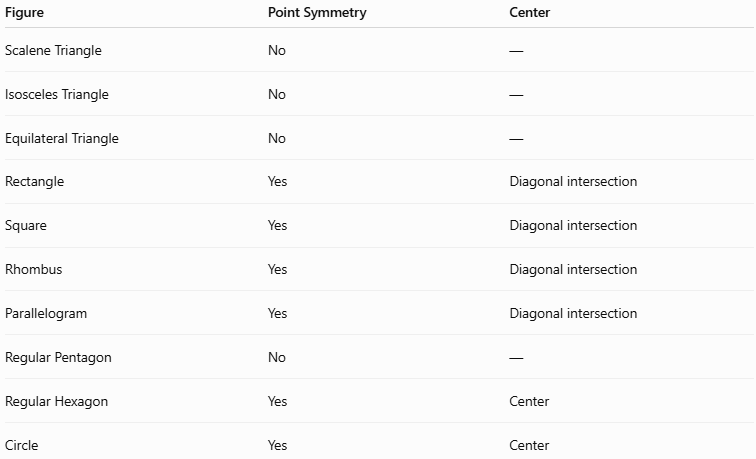 Figure Point Symmetry Center
Scalene Triangle No —
Isosceles Triangle No —
Equilateral Triangle No —
Rectangle Yes Diagonal intersection
Square Yes Diagonal intersection
Rhombus Yes Diagonal intersection
Parallelogram Yes Diagonal intersection
Regular Pentagon No —
Regular Hexagon Yes Center
Circle Yes Center